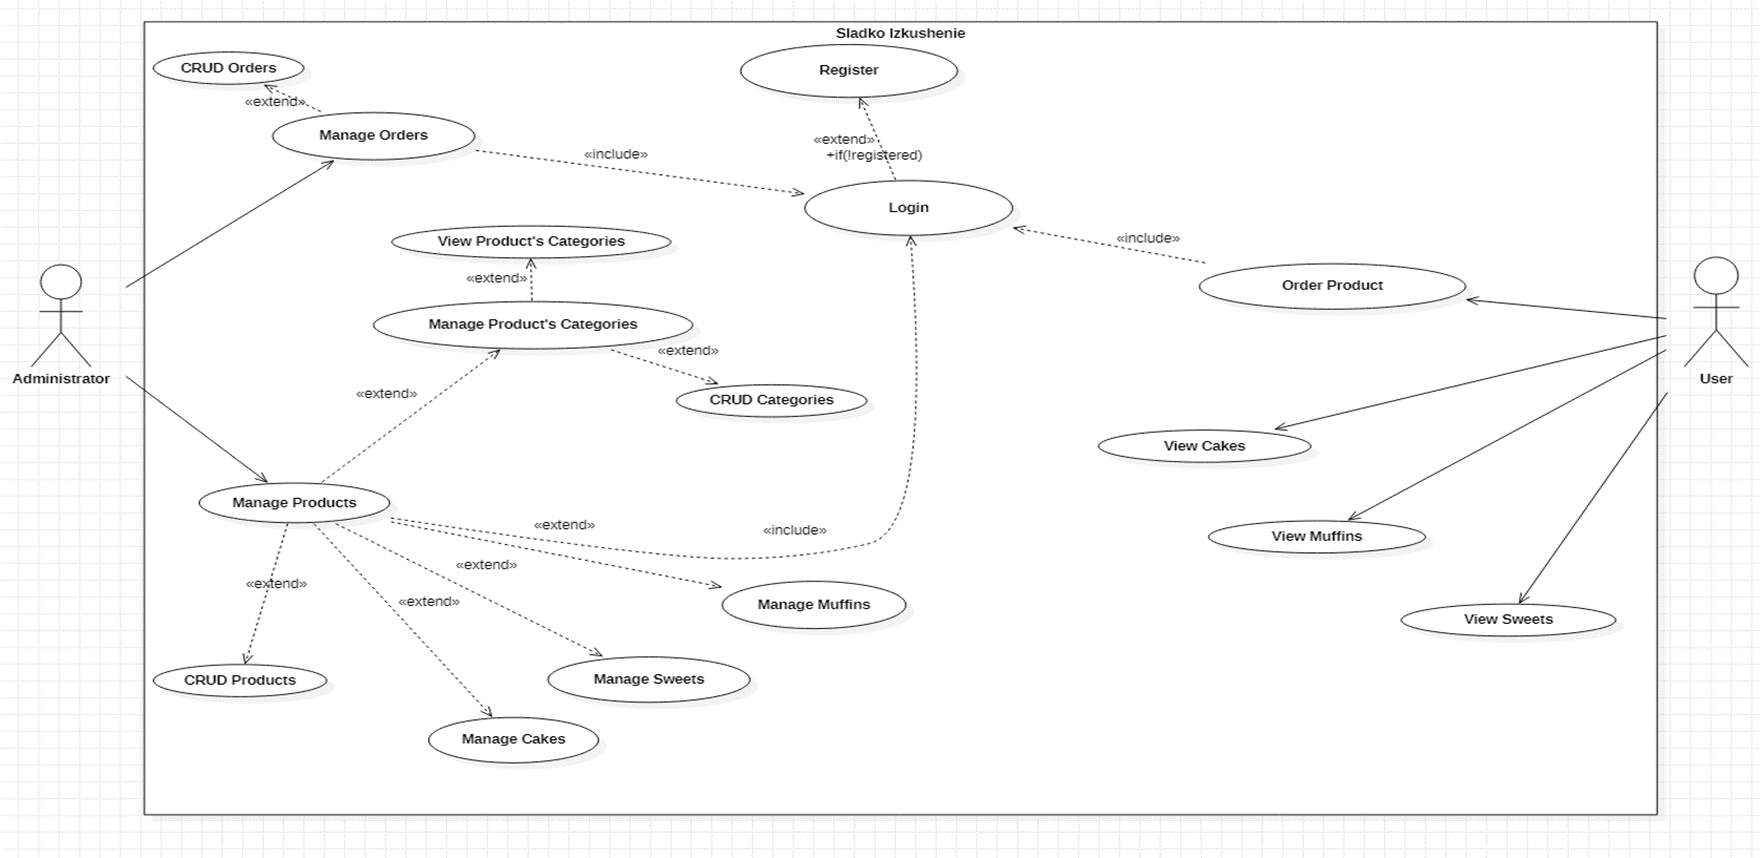 Sladko Izkushenie
CRUD Orders
Register
«extend»
Manage Orders
«extend»
+if(!registered)
«include»
Login
View Product's Categories
«include»
«extend»
Order Product
Manage Product's Categories
«extend»
Administrator
User
«extend»
CRUD Categories
View Cakes
Manage Products
«extend»
«include»
View Muffins
«extend»
«extend»
«extend»
Manage Muffins
View Sweets
CRUD Products
Manage Sweets
Manage Cakes